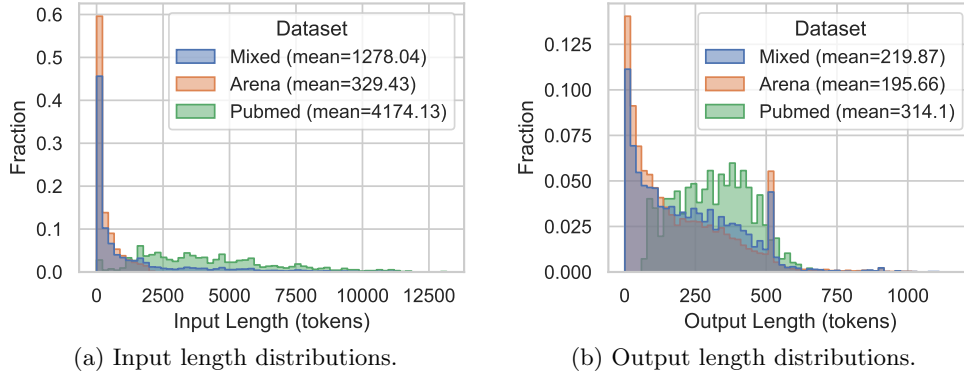 Dataset
Mixed (mean=1278.04)
Arena (mean=329.43)
Pubmed (mean=4174.13)
Fraction
0.6
0.5
0.4
0.3
0.2
0.1
0.0
0 2500 5000 7500 10000 12500
Input Length (tokens)
(a) Input length distributions.
Dataset
Mixed (mean=219.87)
Arena (mean=195.66)
Pubmed (mean=314.1)
Fraction
0.125
0.100
0.075
0.050
0.025
0.000
0 250 500 750 1000
Output Length (tokens)
(b) Output length distributions.